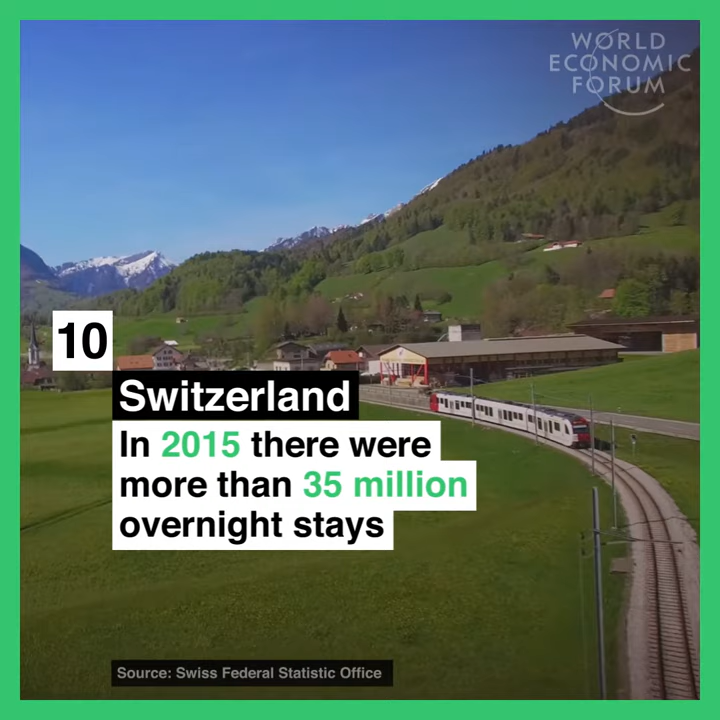 WORLD
ECONOMIC
FORUM
10
Switzerland
In 2015 there were
more than 35 million
overnight stays
Source: Swiss Federal Statistic Office